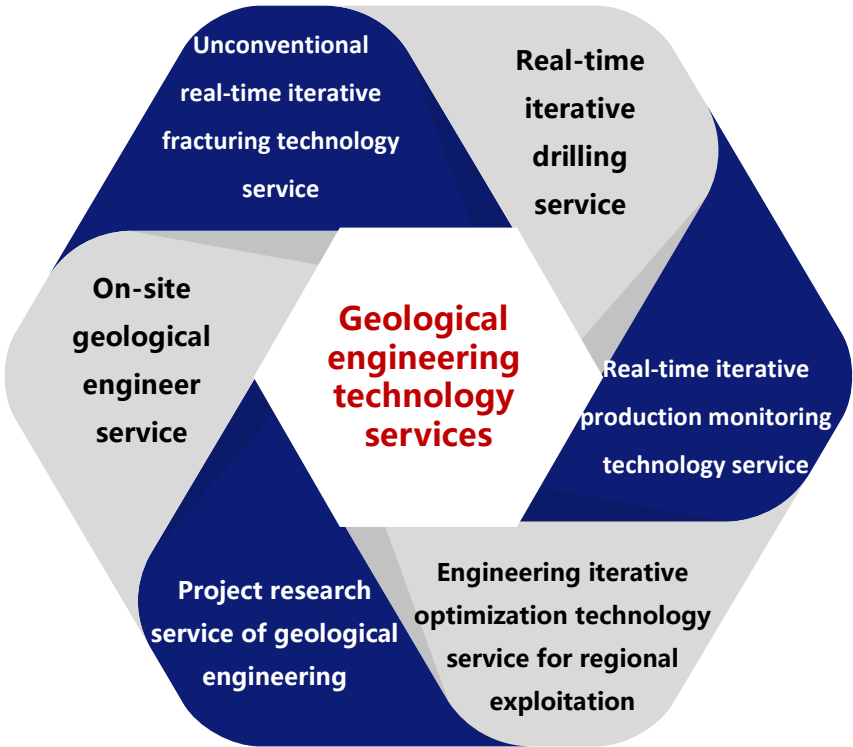 Unconventional
real-time iterative
fracturing technology
service
Real-time
iterative
drilling
service
On-site
geological
engineer
service
Geological
engineering
technology
services
Real-time iterative
production monitoring
technology service
Project research
service of geological
engineering
Engineering iterative
optimization technology
service for regional
exploitation